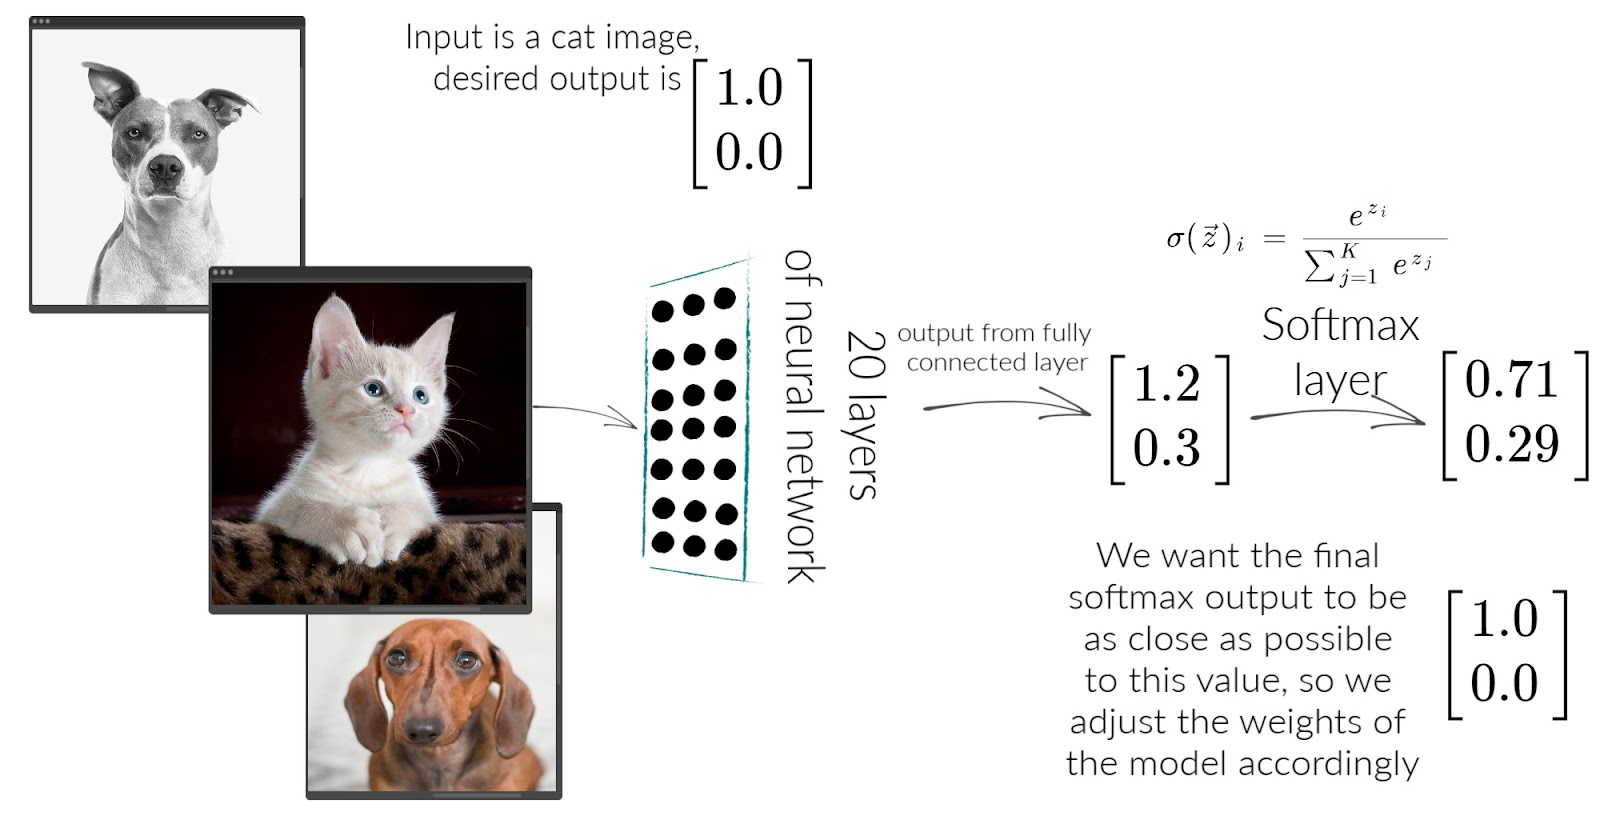 Input is a cat image,
desired output is
[1.0
0.0]
of neural network
20 layers
output from fully
connected layer
[1.2
0.3]
σ(z⃗)ᵢ = e^{zᵢ} / ∑_{j=1}^{K} e^{zⱼ}
Softmax
layer
[0.71
0.29]
We want the final
softmax output to be
as close as possible
to this value, so we
adjust the weights of
the model accordingly
[1.0
0.0]